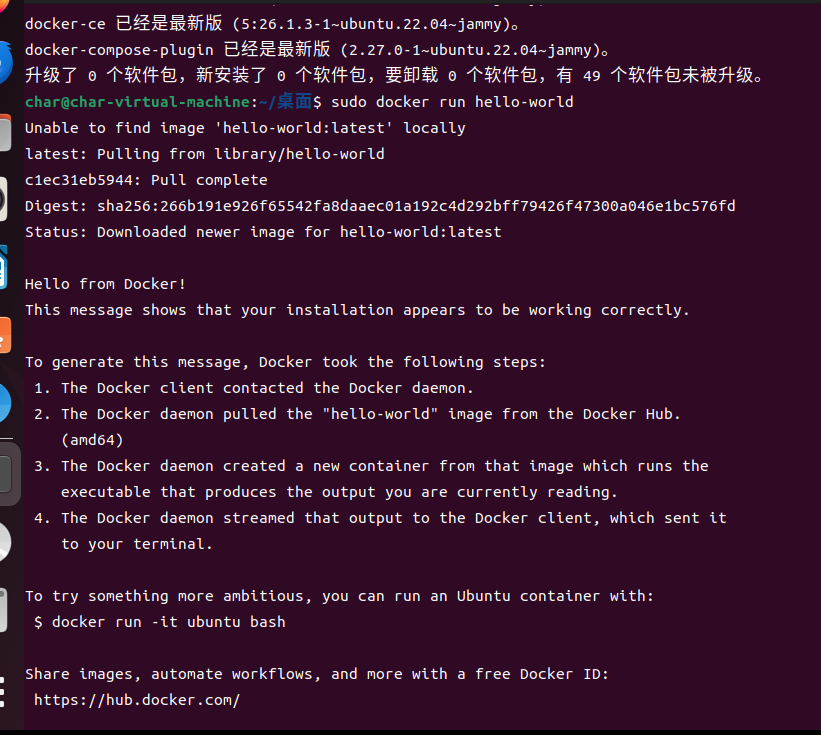 docker-ce 已经是最新版 (5:26.1.3-1~ubuntu.22.04~jammy)。
docker-compose-plugin 已经是最新版 (2.27.0-1~ubuntu.22.04~jammy)。
升级了 0 个软件包，新安装了 0 个软件包，要卸载 0 个软件包，有 49 个软件包未被升级。
char@char-virtual-machine:~/桌面$ sudo docker run hello-world
Unable to find image 'hello-world:latest' locally
latest: Pulling from library/hello-world
c1ec31eb5944: Pull complete
Digest: sha256:266b191e926f65542fa8daaec01a192c4d292bff79426f47300a046e1bc576fd
Status: Downloaded newer image for hello-world:latest
Hello from Docker!
This message shows that your installation appears to be working correctly.
To generate this message, Docker took the following steps:
1. The Docker client contacted the Docker daemon.
2. The Docker daemon pulled the "hello-world" image from the Docker Hub.
(amd64)
3. The Docker daemon created a new container from that image which runs the
executable that produces the output you are currently reading.
4. The Docker daemon streamed that output to the Docker client, which sent it
to your terminal.
To try something more ambitious, you can run an Ubuntu container with:
$ docker run -it ubuntu bash
Share images, automate workflows, and more with a free Docker ID:
https://hub.docker.com/